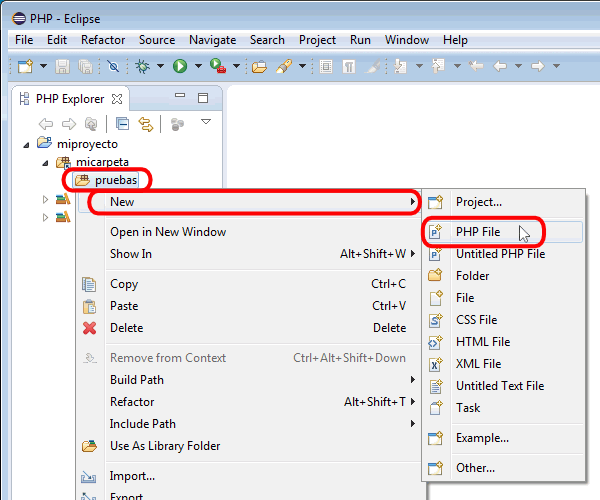 PHP - Eclipse
File Edit Refactor Source Navigate Search Project Run Window Help
PHP Explorer
miproyecto
micarpeta
pruebas
New
Open in New Window
Show In Alt+Shift+W
Copy Ctrl+C
Paste Ctrl+V
Delete Delete
Remove from Context Ctrl+Alt+Shift+Down
Build Path
Refactor Alt+Shift+T
Include Path
Use As Library Folder
Import...
Export
Project...
PHP File
Untitled PHP File
Folder
File
CSS File
HTML File
XML File
Untitled Text File
Task
Example...
Other...